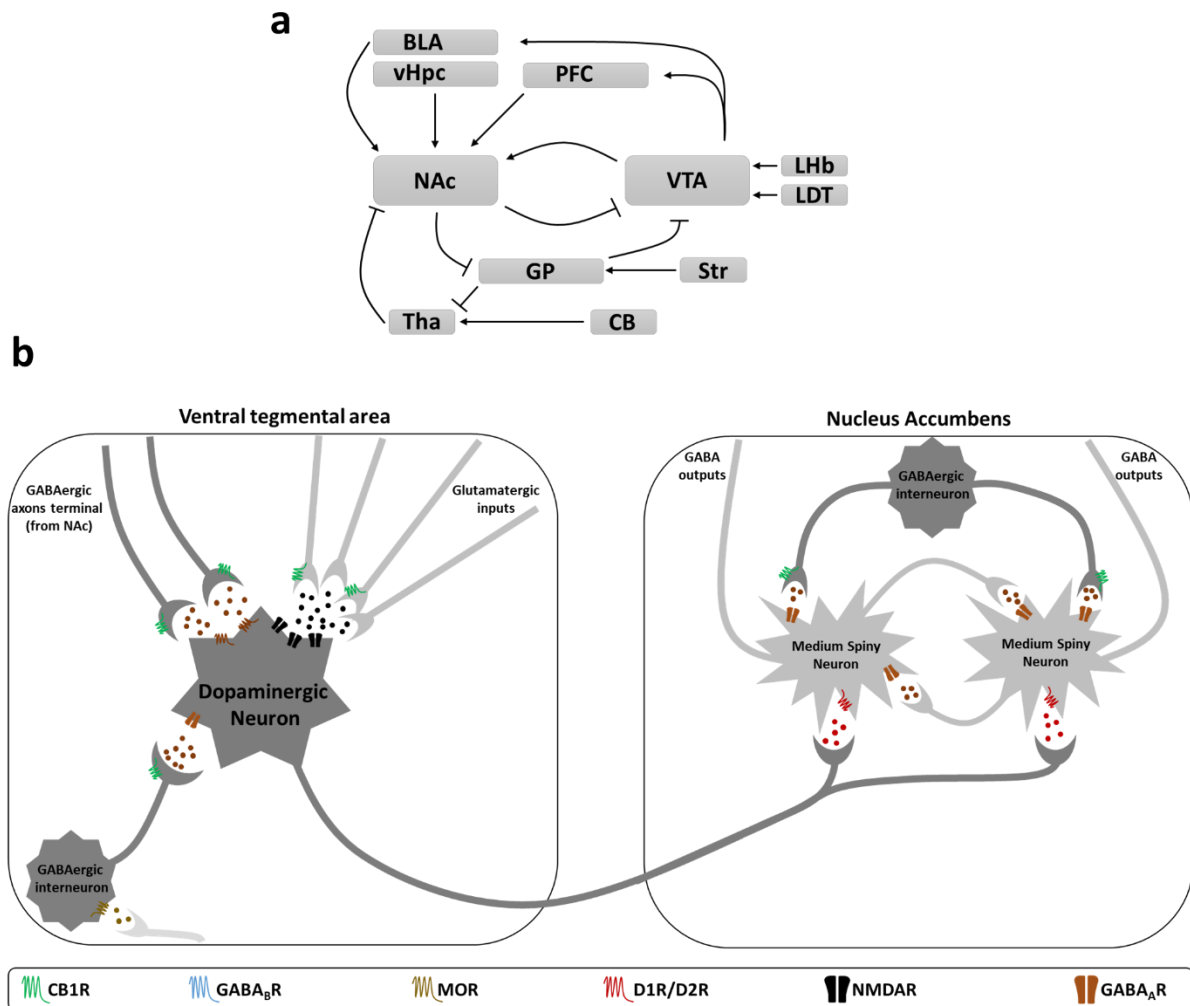 a
BLA
vHpc
PFC
NAc
VTA
LHb
LDT
GP
Str
Tha
CB
b
Ventral tegmental area
Nucleus Accumbens
GABAergic
axons terminal
(from NAc)
Glutamatergic
inputs
Dopaminergic
Neuron
GABAergic
interneuron
GABA
outputs
GABAergic
interneuron
GABA
outputs
Medium Spiny
Neuron
Medium Spiny
Neuron
CB1R
GABABR
MOR
D1R/D2R
NMDAR
GABAAR